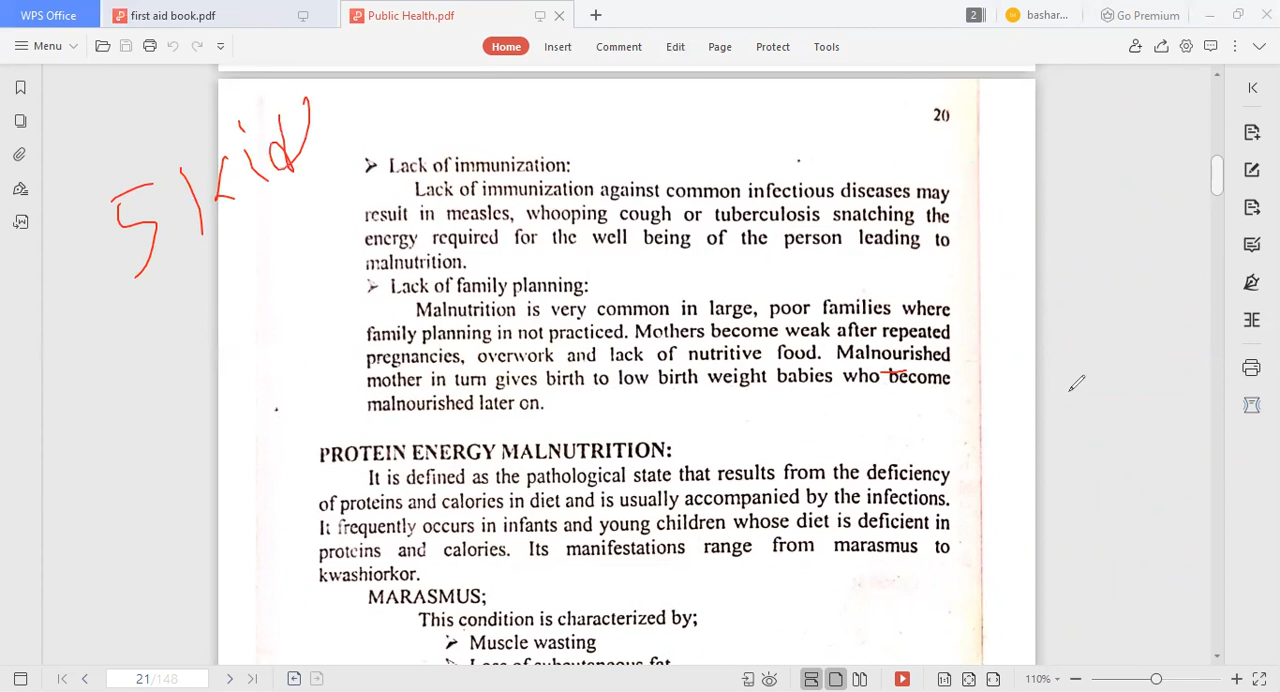 WPS Office
first aid book.pdf
Public Health.pdf
2
bashar...
Go Premium
Menu
Home
Insert
Comment
Edit
Page
Protect
Tools
5 kid
20
➤ Lack of immunization:
Lack of immunization against common infectious diseases may
result in measles, whooping cough or tuberculosis snatching the
energy required for the well being of the person leading to
malnutrition.
➤ Lack of family planning:
Malnutrition is very common in large, poor families where
family planning in not practiced. Mothers become weak after repeated
pregnancies, overwork and lack of nutritive food. Malnourished
mother in turn gives birth to low birth weight babies who become
malnourished later on.
PROTEIN ENERGY MALNUTRITION:
It is defined as the pathological state that results from the deficiency
of proteins and calories in diet and is usually accompanied by the infections.
It frequently occurs in infants and young children whose diet is deficient in
proteins and calories. Its manifestations range from marasmus to
kwashiorkor.
MARASMUS;
This condition is characterized by;
➤ Muscle wasting
➤ Loss of subcutaneous fat
21/148
110%